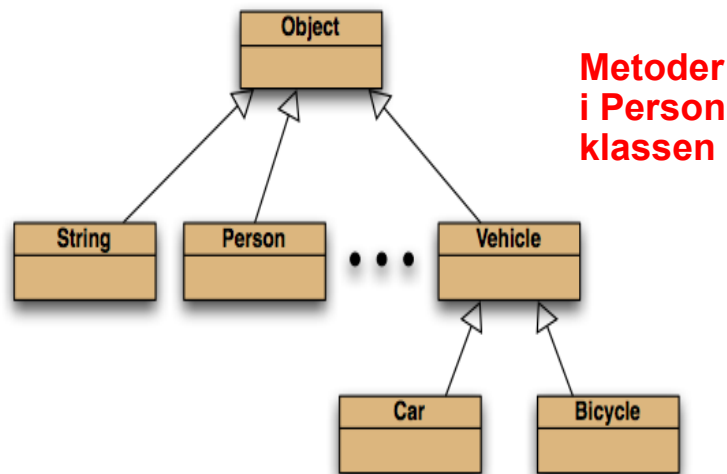 Object
Metoder
i Person
klassen
String
Person
Vehicle
Car
Bicycle